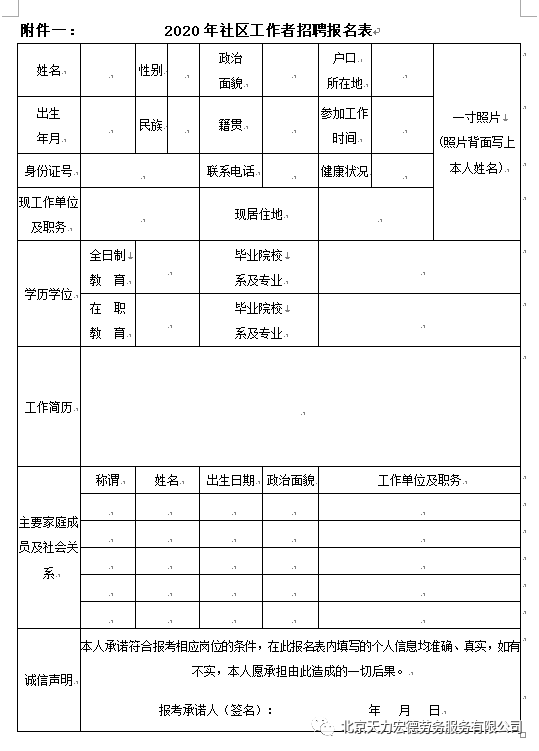 附件一： 2020 年社区工作者招聘报名表
姓名 性别 政治 户口
面貌 所在地
一寸照片
(照片背面写上
本人姓名)
出生 民族 籍贯 参加工作
年月 时间
身份证号 联系电话 健康状况
现工作单位 现居住地
及职务
学历学位
全日制 毕业院校
教 育 系及专业
在 职 毕业院校
教 育 系及专业
工作简历
称谓 姓名 出生日期 政治面貌 工作单位及职务
主要家庭成
员及社会关
系
诚信声明
本人承诺符合报考相应岗位的条件，在此报名表内填写的个人信息均准确、真实，如有
不实，本人愿承担由此造成的一切后果。
报考承诺人（签名）： 年 月 日
北京天力宏德劳务服务有限公司